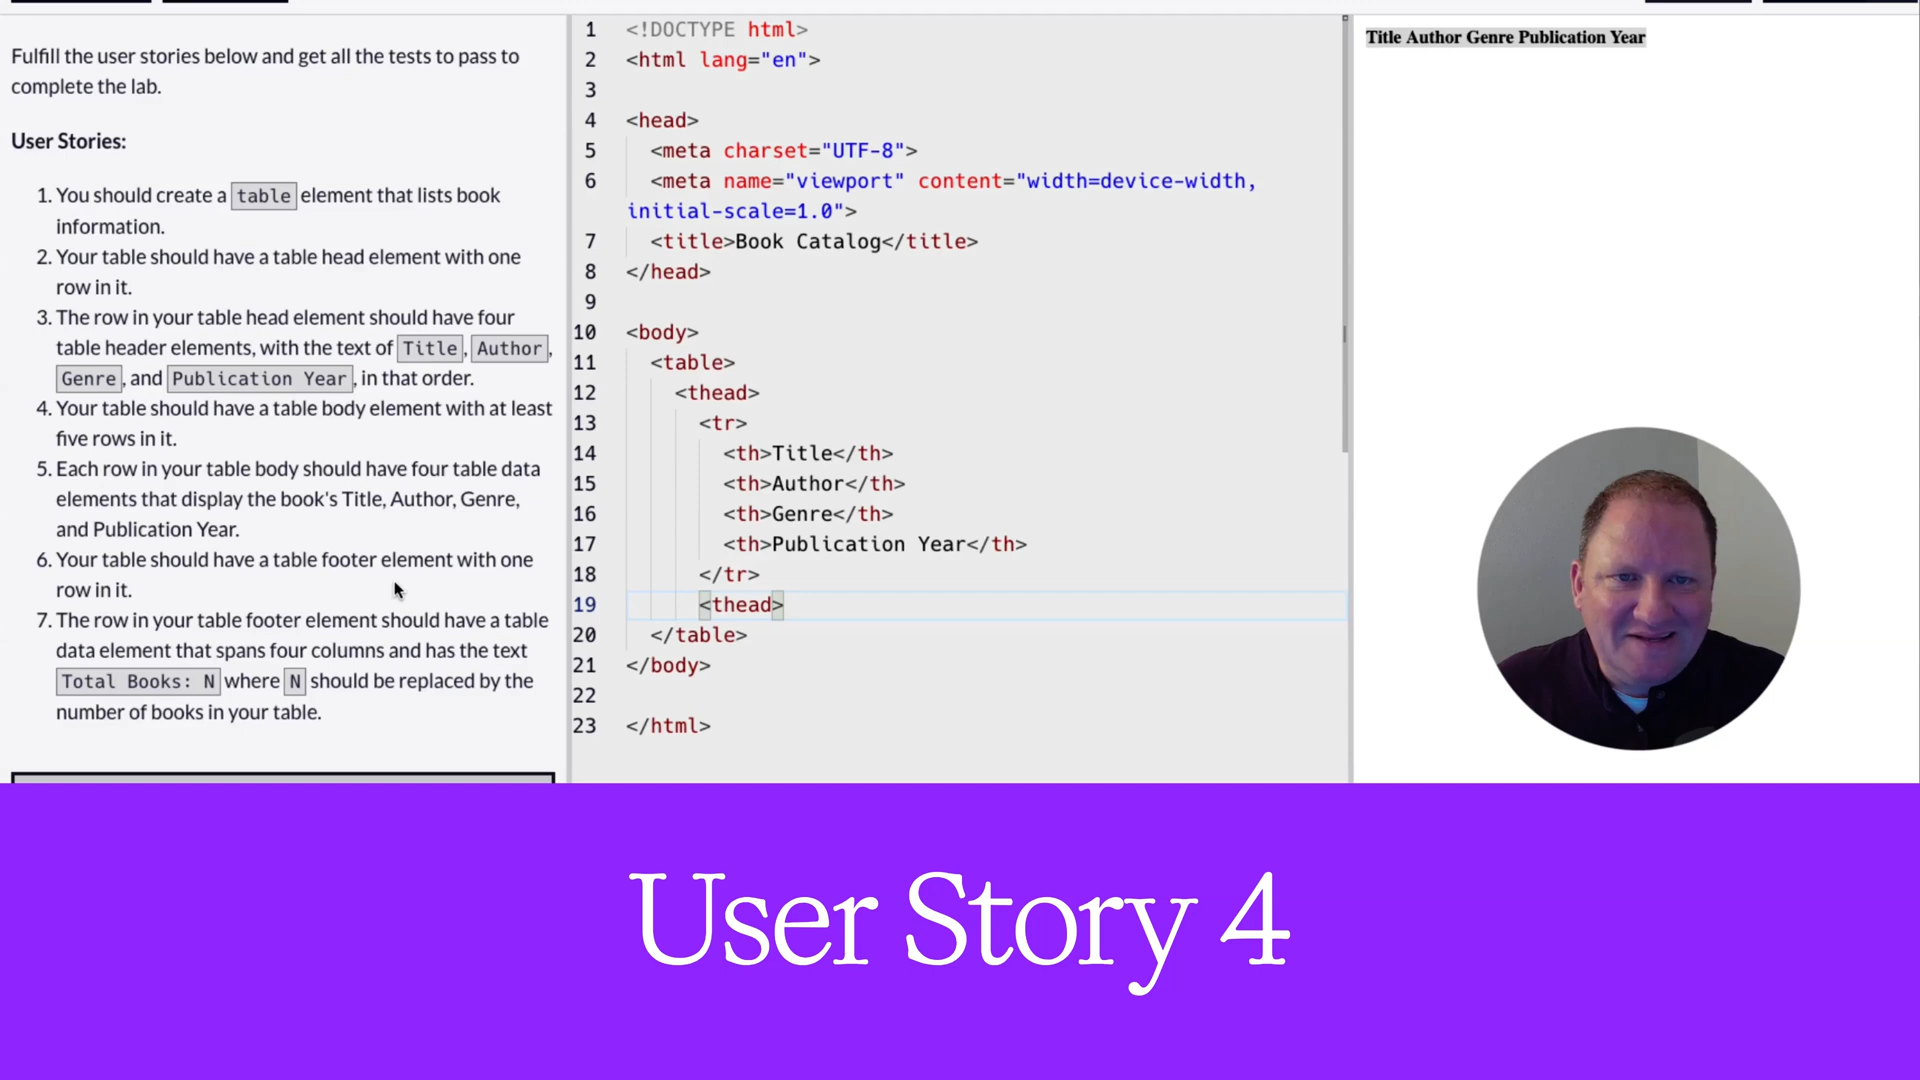 Fulfill the user stories below and get all the tests to pass to
complete the lab.
User Stories:
1. You should create a table element that lists book
information.
2. Your table should have a table head element with one
row in it.
3. The row in your table head element should have four
table header elements, with the text of Title, Author,
Genre, and Publication Year, in that order.
4. Your table should have a table body element with at least
five rows in it.
5. Each row in your table body should have four table data
elements that display the book's Title, Author, Genre,
and Publication Year.
6. Your table should have a table footer element with one
row in it.
7. The row in your table footer element should have a table
data element that spans four columns and has the text
Total Books: N where N should be replaced by the
number of books in your table.
1 <!DOCTYPE html>
2 <html lang="en">
3
4 <head>
5 <meta charset="UTF-8">
6 <meta name="viewport" content="width=device-width,
initial-scale=1.0">
7 <title>Book Catalog</title>
8 </head>
9
10 <body>
11 <table>
12 <thead>
13 <tr>
14 <th>Title</th>
15 <th>Author</th>
16 <th>Genre</th>
17 <th>Publication Year</th>
18 </tr>
19 <thead>
20 </table>
21 </body>
22
23 </html>
Title Author Genre Publication Year
User Story 4